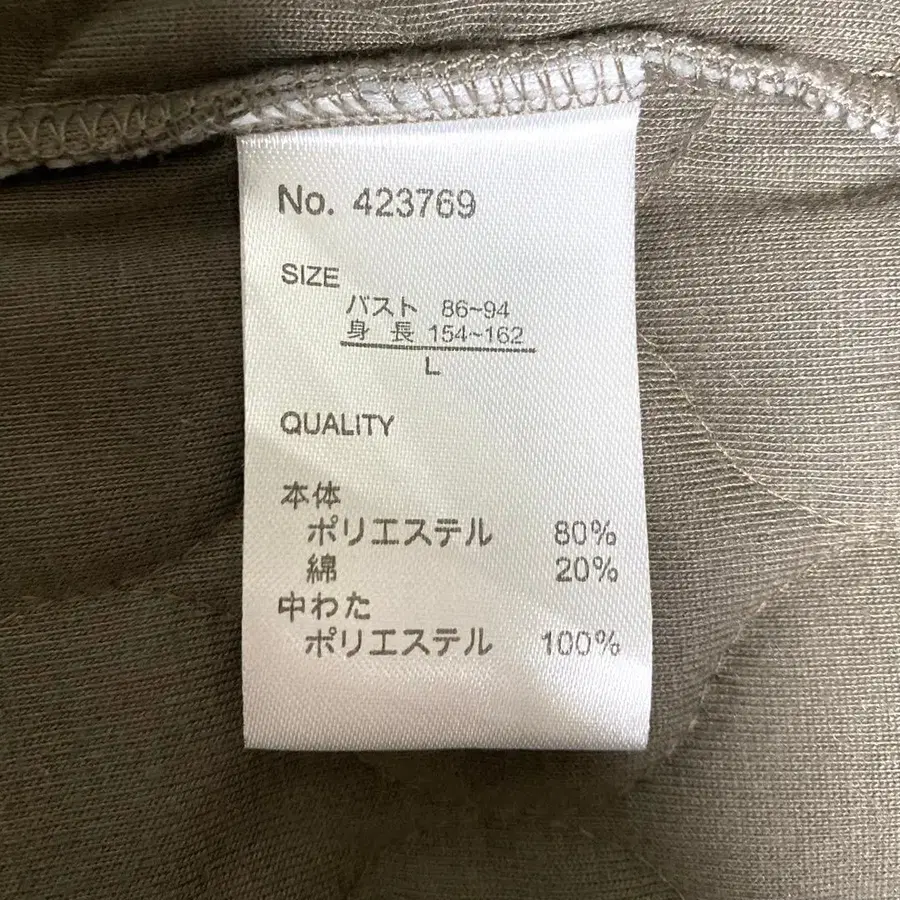 No. 423769
SIZE
バスト 86~94
身 長 154~162
L
QUALITY
本体
ポリエステル 80%
綿 20%
中わた
ポリエステル 100%